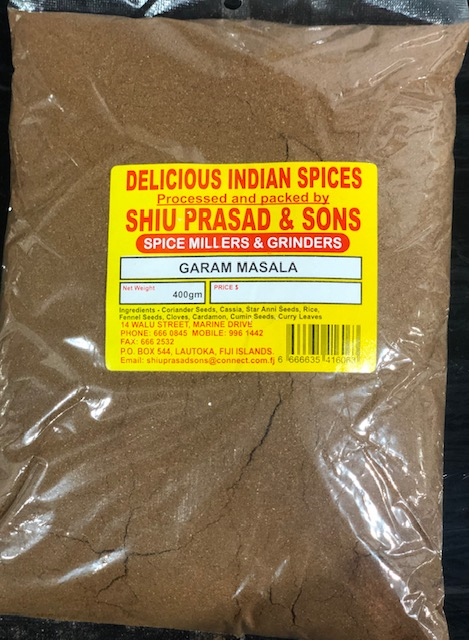 DELICIOUS INDIAN SPICES
Processed and packed by
SHIU PRASAD & SONS
SPICE MILLERS & GRINDERS
GARAM MASALA
Net Weight
400gm
PRICE $
Ingredients - Coriander Seeds, Cassia, Star Anni Seeds, Rice,
Fennel Seeds, Cloves, Cardamon, Cumin Seeds, Curry Leaves
14 WALU STREET, MARINE DRIVE
PHONE: 666 0845 MOBILE: 996 1442
FAX: 666 2532
P.O. BOX 544, LAUTOKA, FIJI ISLANDS.
Email: shiuprasadsons@connect.com.fj
6 666635